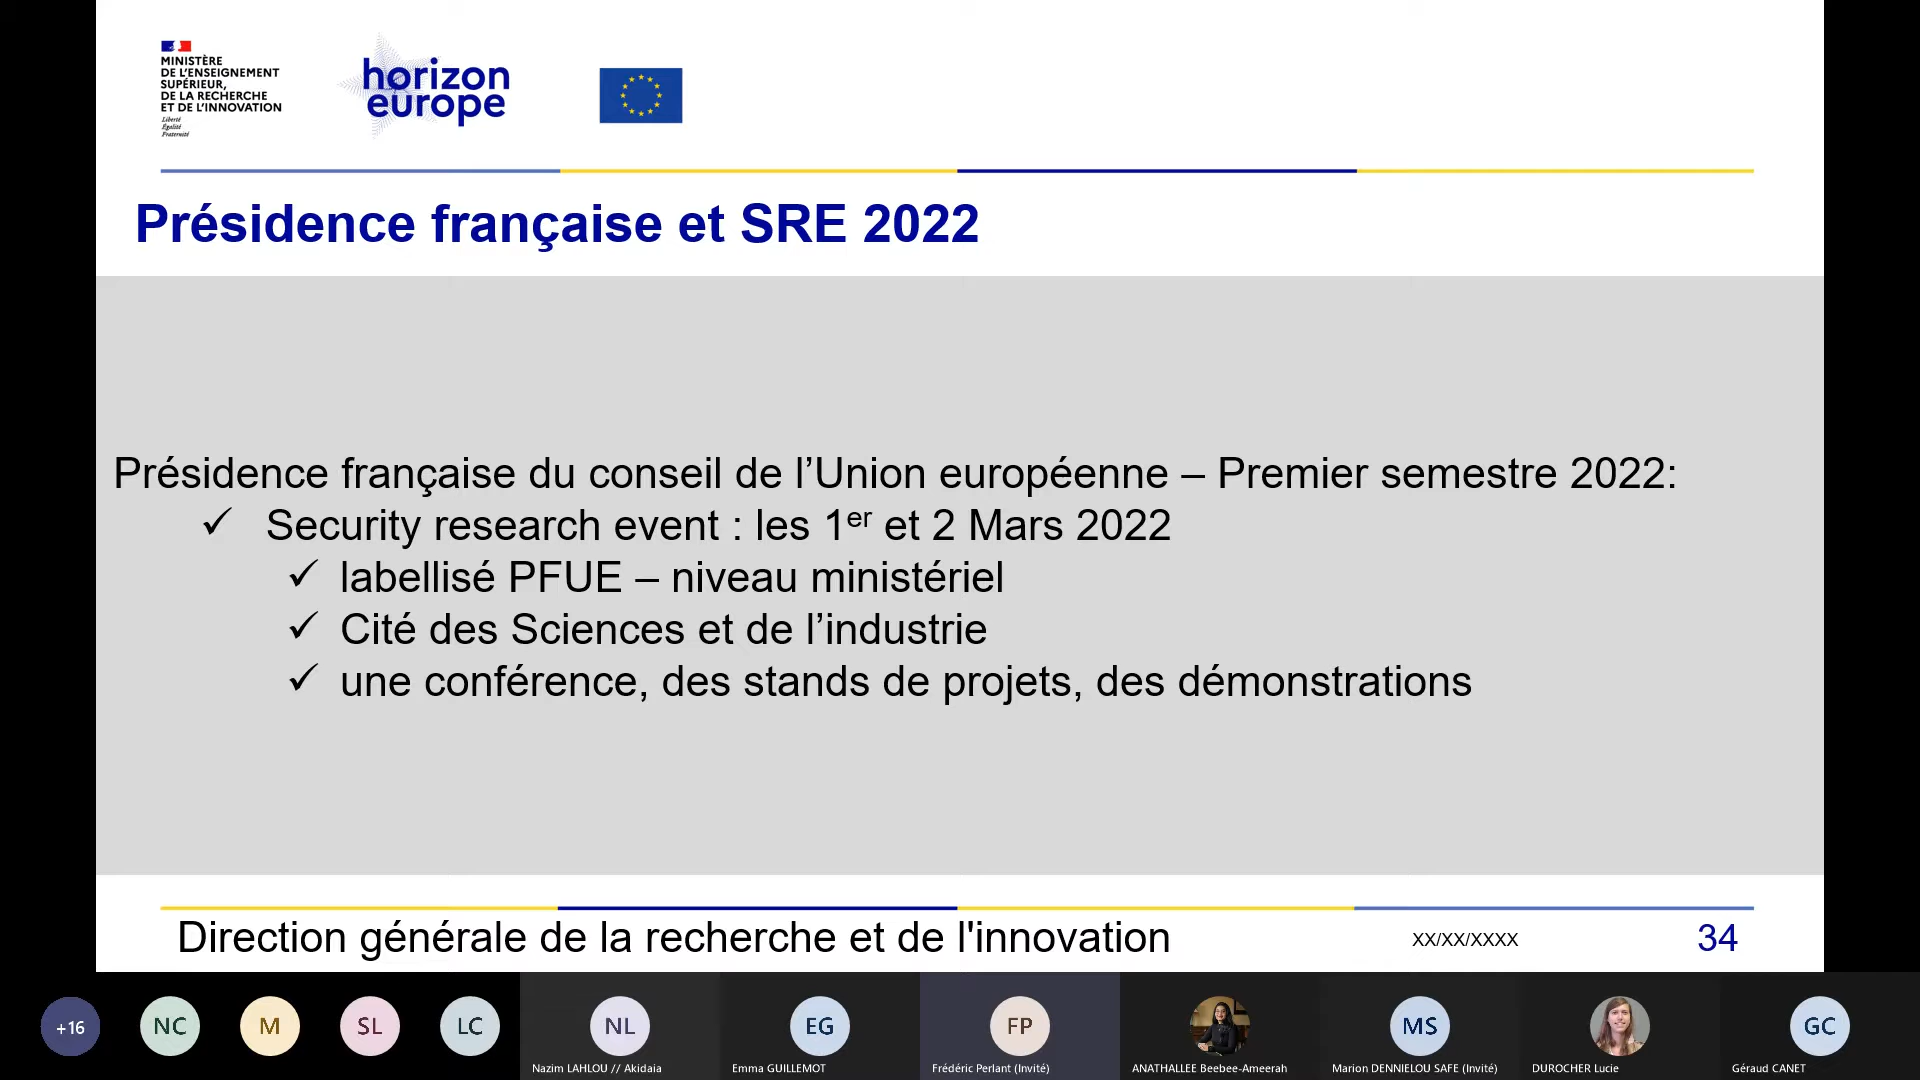 MINISTÈRE
DE L'ENSEIGNEMENT
SUPÉRIEUR,
DE LA RECHERCHE
ET DE L'INNOVATION
Liberté
Égalité
Fraternité
horizon
europe
Présidence française et SRE 2022
Présidence française du conseil de l’Union européenne – Premier semestre 2022:
✓ Security research event : les 1er et 2 Mars 2022
✓ labellisé PFUE – niveau ministériel
✓ Cité des Sciences et de l’industrie
✓ une conférence, des stands de projets, des démonstrations
Direction générale de la recherche et de l'innovation XX/XX/XXXX 34
+16 NC M SL LC NL EG FP MS GC
Nazim LAHLOU // Akidaia Emma GUILLEMOT Frédéric Perlant (Invité) ANATHALLEE Beebee-Ameerah Marion DENNIELOU SAFE (Invité) DUROCHER Lucie Géraud CANET